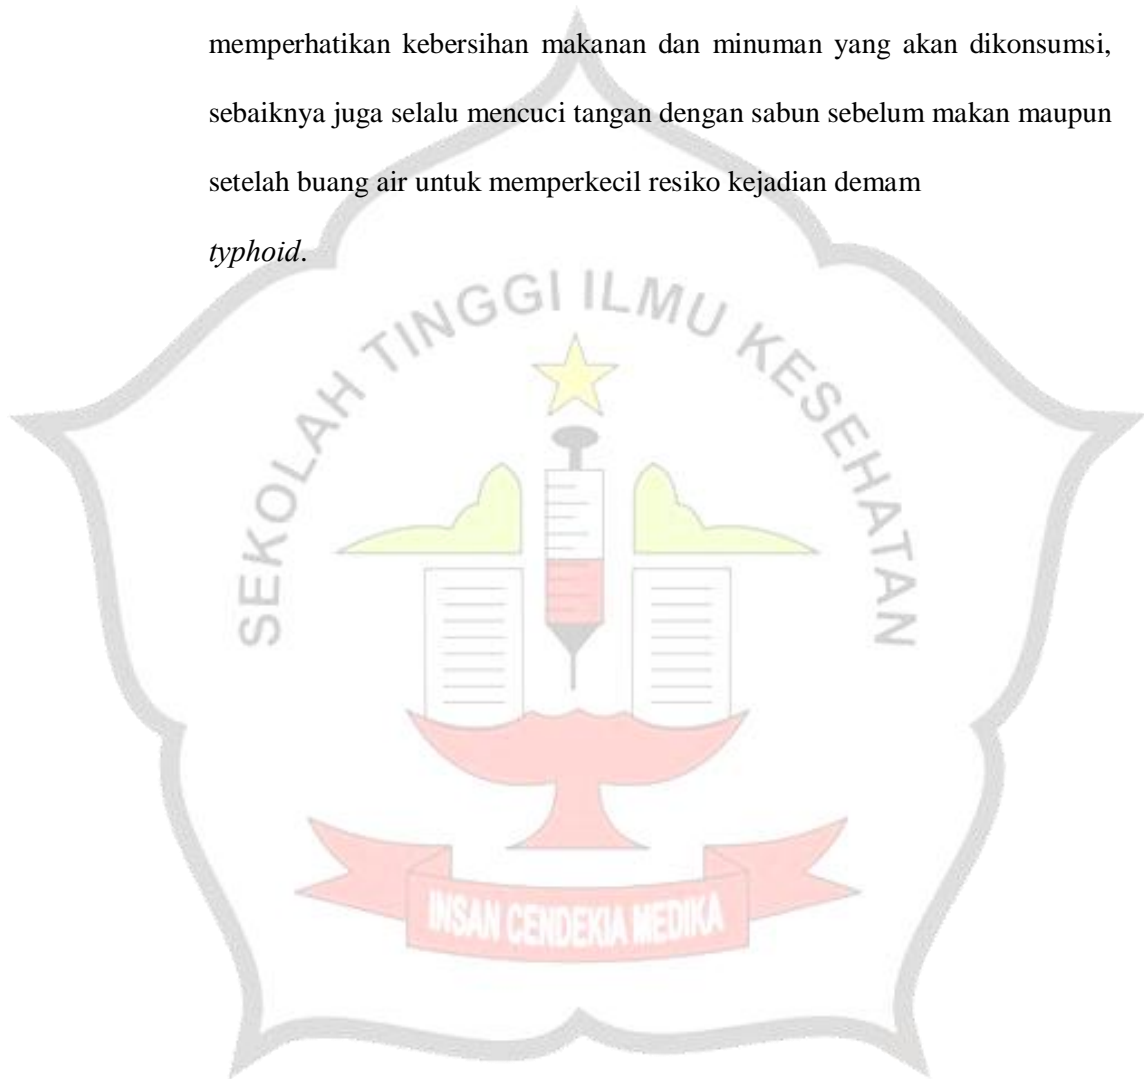 memperhatikan kebersihan makanan dan minuman yang akan dikonsumsi,
sebaiknya juga selalu mencuci tangan dengan sabun sebelum makan maupun
setelah buang air untuk memperkecil resiko kejadian demam
typhoid.
SEKOLAH TINGGI ILMU KESEHATAN
INSAN CENDEKIA MEDIKA